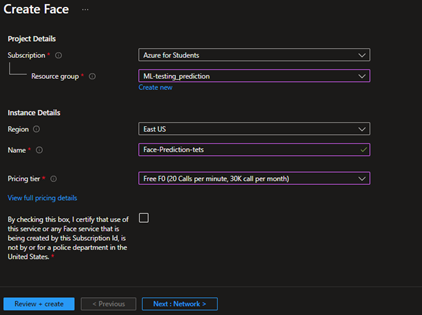 Create Face ...
Project Details
Subscription * Azure for Students
Resource group * ML-testing_prediction
Create new
Instance Details
Region East US
Name * Face-Prediction-tets
Pricing tier * Free F0 (20 Calls per minute, 30K call per month)
View full pricing details
By checking this box, I certify that use of
this service or any Face service that is
being created by this Subscription Id, is
not by or for a police department in the
United States. *
Review + create < Previous Next : Network >